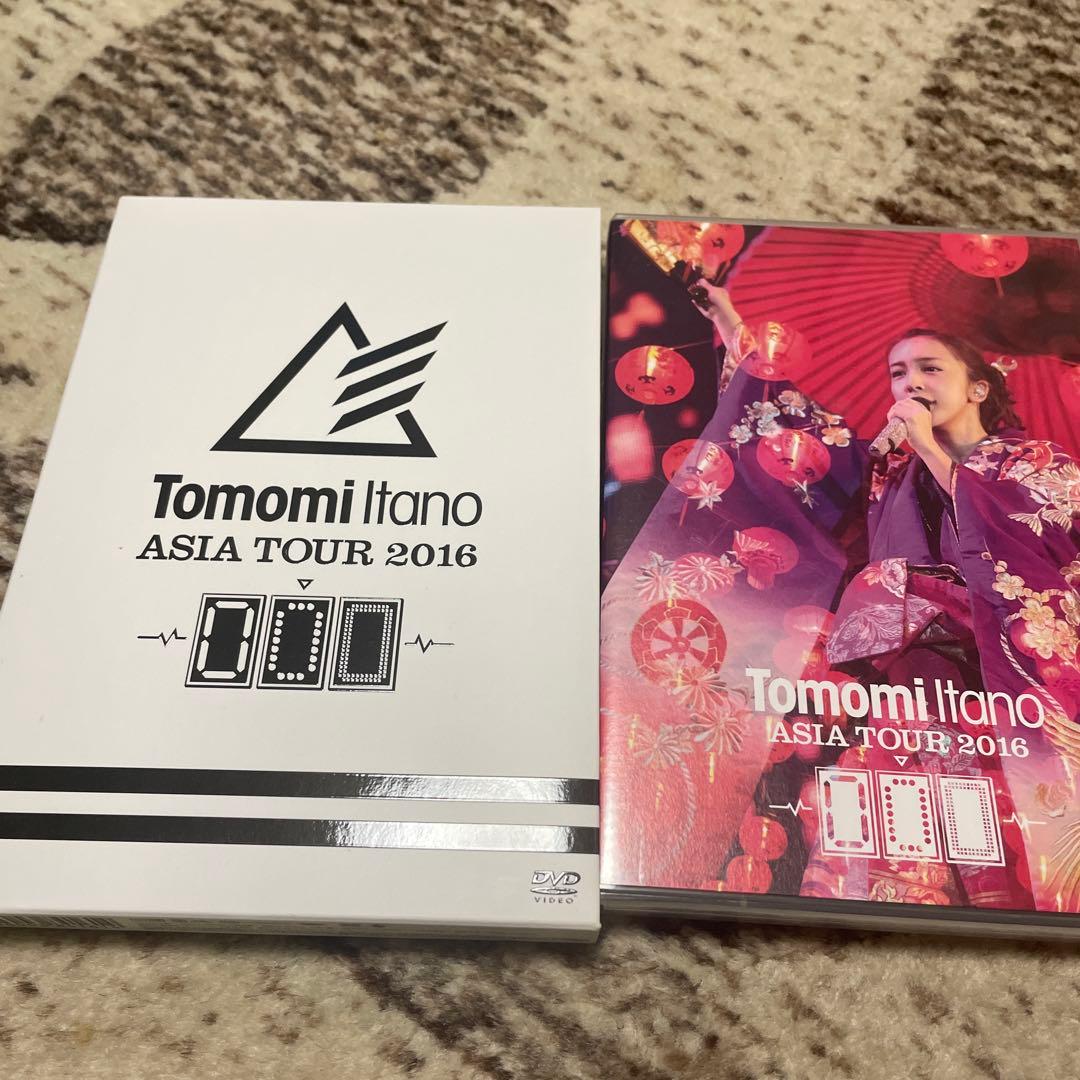 Tomomi Itano
ASIA TOUR 2016
000
DVD
VIDEO
Tomomi Itano
ASIA TOUR 2016
000